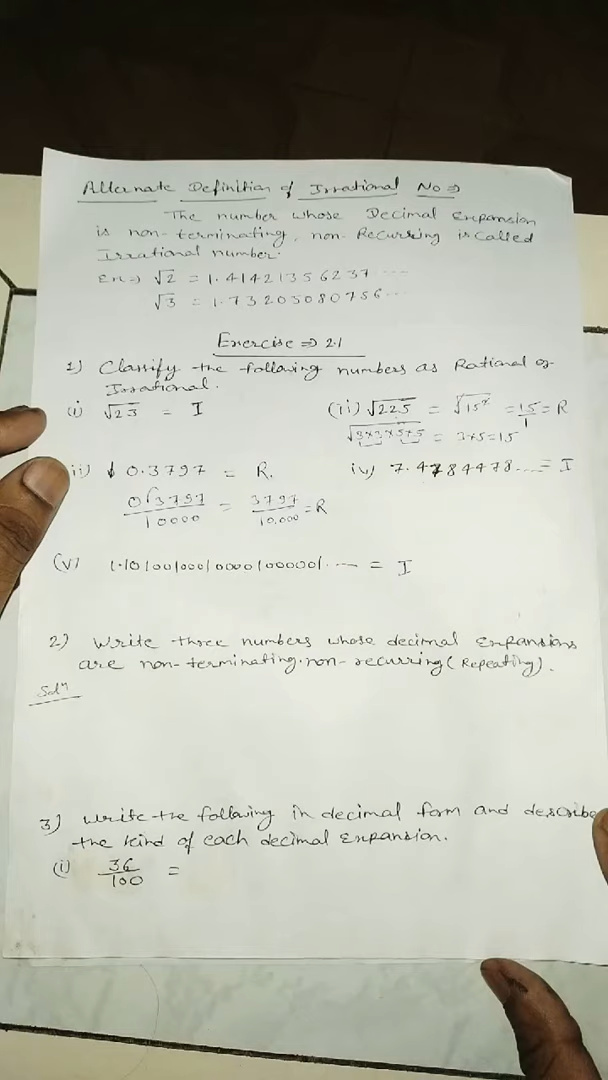 Alternate Definition of Irrational No ⇒
The number whose Decimal Expansion
is non-terminating, non-Recurring is called
Irrational number.
Ex ⇒ √2 = 1.41421356237 ....
√3 = 1.73205080756...
Exercise ⇒ 2.1
1) Classify the following numbers as Rational or
Irrational.
(i) √23 = I
(ii) √225 = √15² = 15/1 = R
√3×3×5×5 = 3×5=15
iii) 0.3797 = R.
03797/10000 = 3797/10,000 = R
iv) 7.4784478.... = I
(v) 1.101001000100001000001.... = I
2) Write three numbers whose decimal expansions
are non-terminating.non-recurring (Repeating).
Solⁿ
3) Write the following in decimal form and describe
the kind of each decimal expansion.
(i) 36/100 =